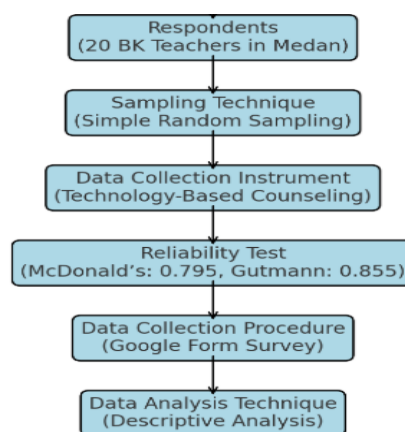 Respondents
(20 BK Teachers in Medan)
Sampling Technique
(Simple Random Sampling)
Data Collection Instrument
(Technology-Based Counseling)
Reliability Test
(McDonald's: 0.795, Gutmann: 0.855)
Data Collection Procedure
(Google Form Survey)
Data Analysis Technique
(Descriptive Analysis)